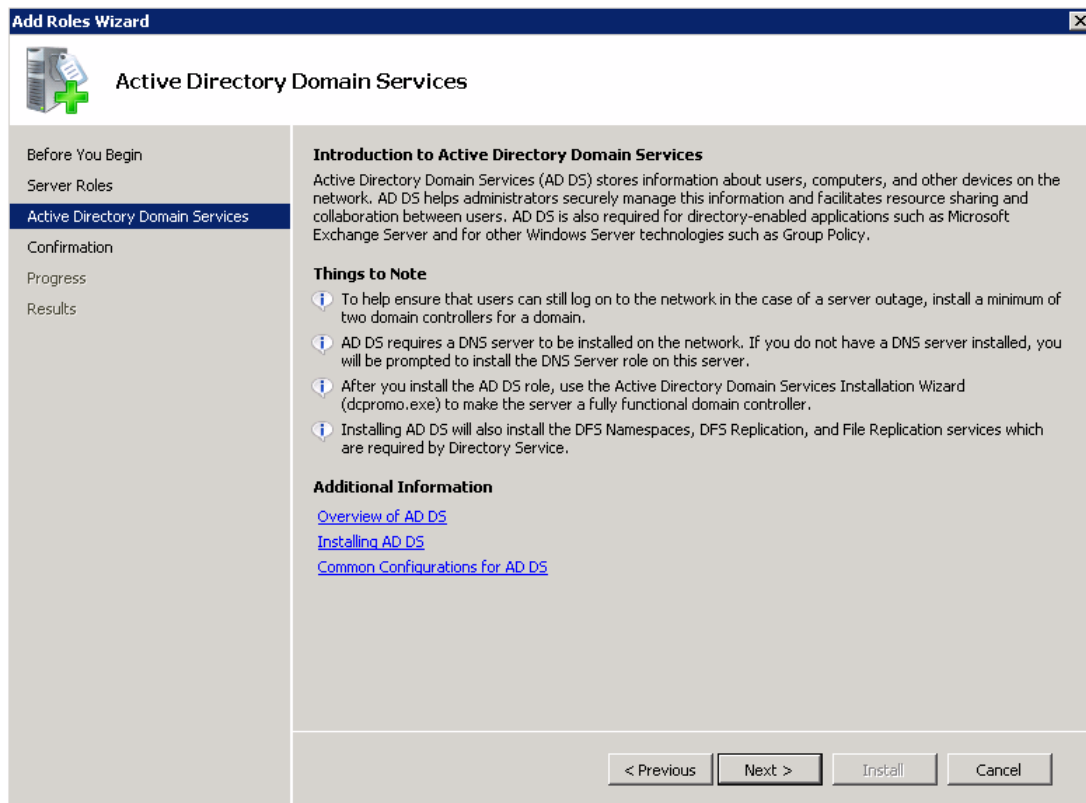 Add Roles Wizard
Active Directory Domain Services
Before You Begin
Server Roles
Active Directory Domain Services
Confirmation
Progress
Results
Introduction to Active Directory Domain Services
Active Directory Domain Services (AD DS) stores information about users, computers, and other devices on the
network. AD DS helps administrators securely manage this information and facilitates resource sharing and
collaboration between users. AD DS is also required for directory-enabled applications such as Microsoft
Exchange Server and for other Windows Server technologies such as Group Policy.
Things to Note
To help ensure that users can still log on to the network in the case of a server outage, install a minimum of
two domain controllers for a domain.
AD DS requires a DNS server to be installed on the network. If you do not have a DNS server installed, you
will be prompted to install the DNS Server role on this server.
After you install the AD DS role, use the Active Directory Domain Services Installation Wizard
(dcpromo.exe) to make the server a fully functional domain controller.
Installing AD DS will also install the DFS Namespaces, DFS Replication, and File Replication services which
are required by Directory Service.
Additional Information
Overview of AD DS
Installing AD DS
Common Configurations for AD DS
< Previous
Next >
Install
Cancel